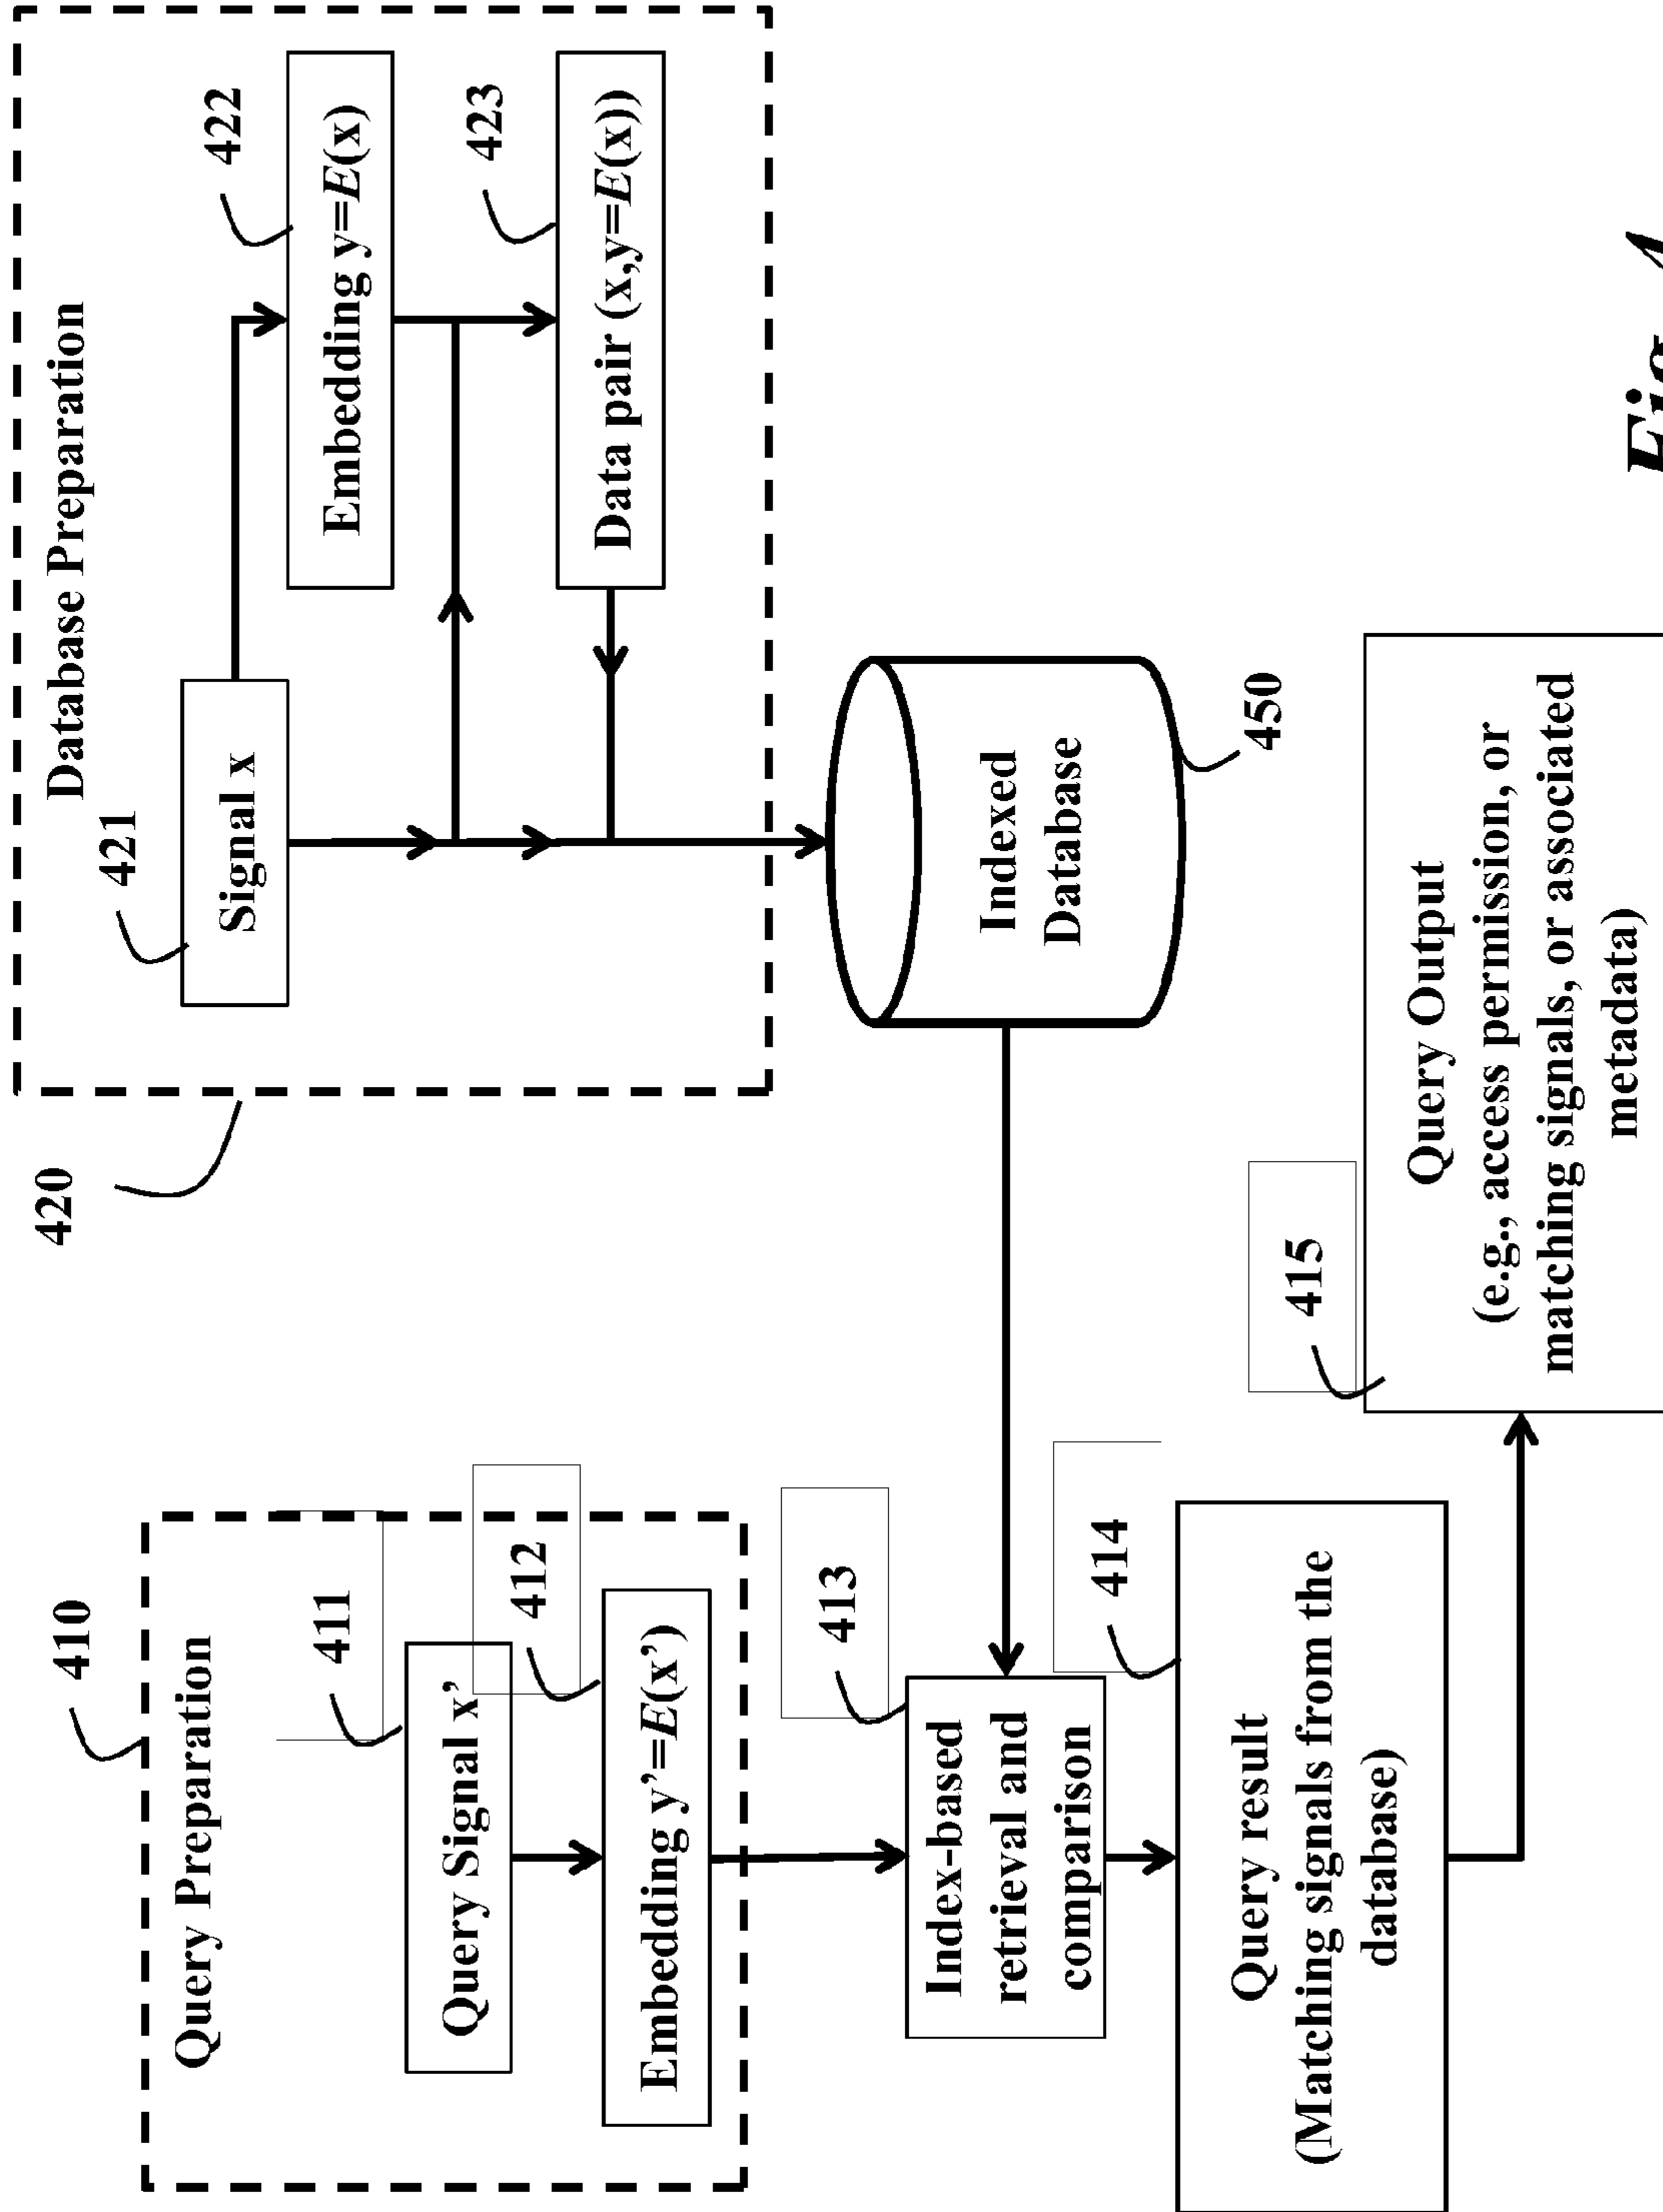 410
Query Preparation
411
Query Signal x’
412
Embedding y’=E(x’)
413
Index-based
retrieval and
comparison
414
Query result
(Matching signals from the
database)
415
Query Output
(e.g., access permission, or
matching signals, or associated
metadata)
420
Database Preparation
421
Signal x
422
Embedding y=E(x)
423
Data pair (x,y=E(x))
Indexed
Database
450
Fig. 4